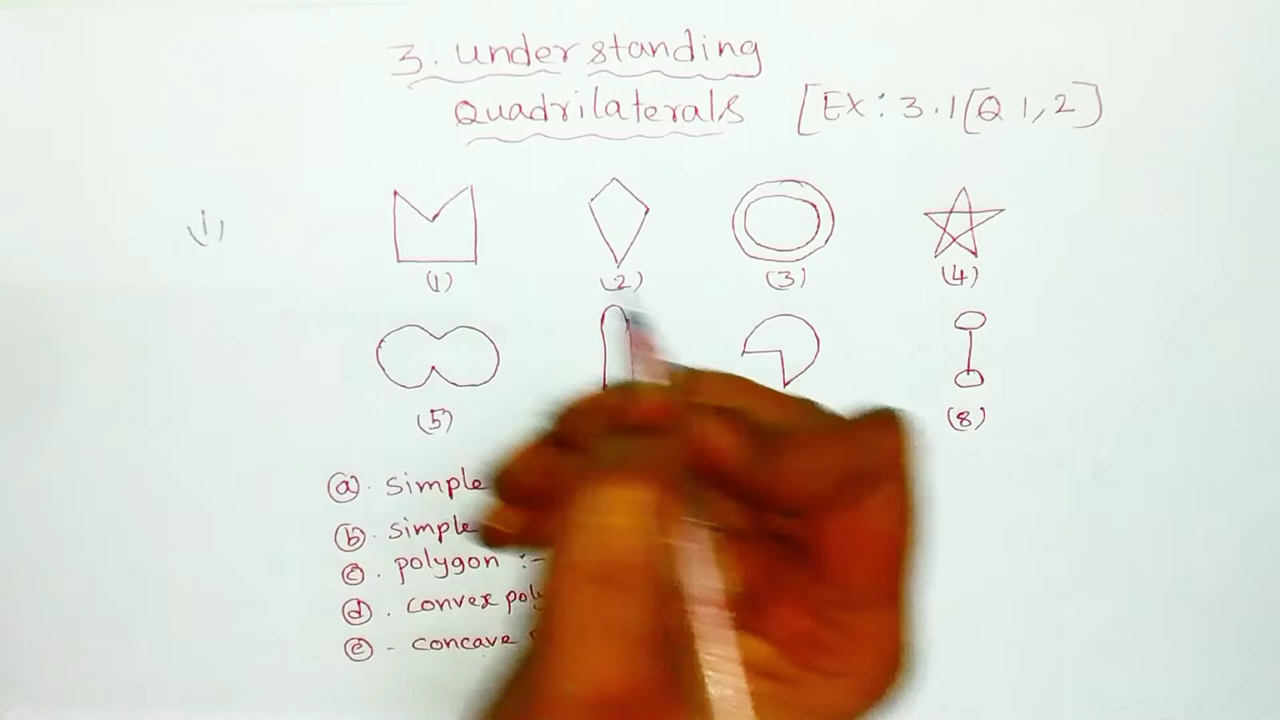 3. Understanding
Quadrilaterals [EX: 3.1[Q 1,2]
1)
(1) (2) (3) (4)
(5) (8)
(a). simple
(b). simple
(c). polygon :-
(d). convex
(e) - concave